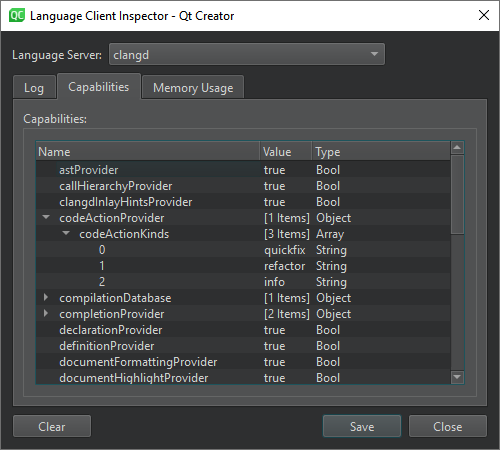 QC Language Client Inspector - Qt Creator
Language Server: clangd
Log Capabilities Memory Usage
Capabilities:
Name Value Type
astProvider true Bool
callHierarchyProvider true Bool
clangdInlayHintsProvider true Bool
codeActionProvider [1 Items] Object
codeActionKinds [3 Items] Array
0 quickfix String
1 refactor String
2 info String
compilationDatabase [1 Items] Object
completionProvider [2 Items] Object
declarationProvider true Bool
definitionProvider true Bool
documentFormattingProvider true Bool
documentHighlightProvider true Bool
Clear Save Close